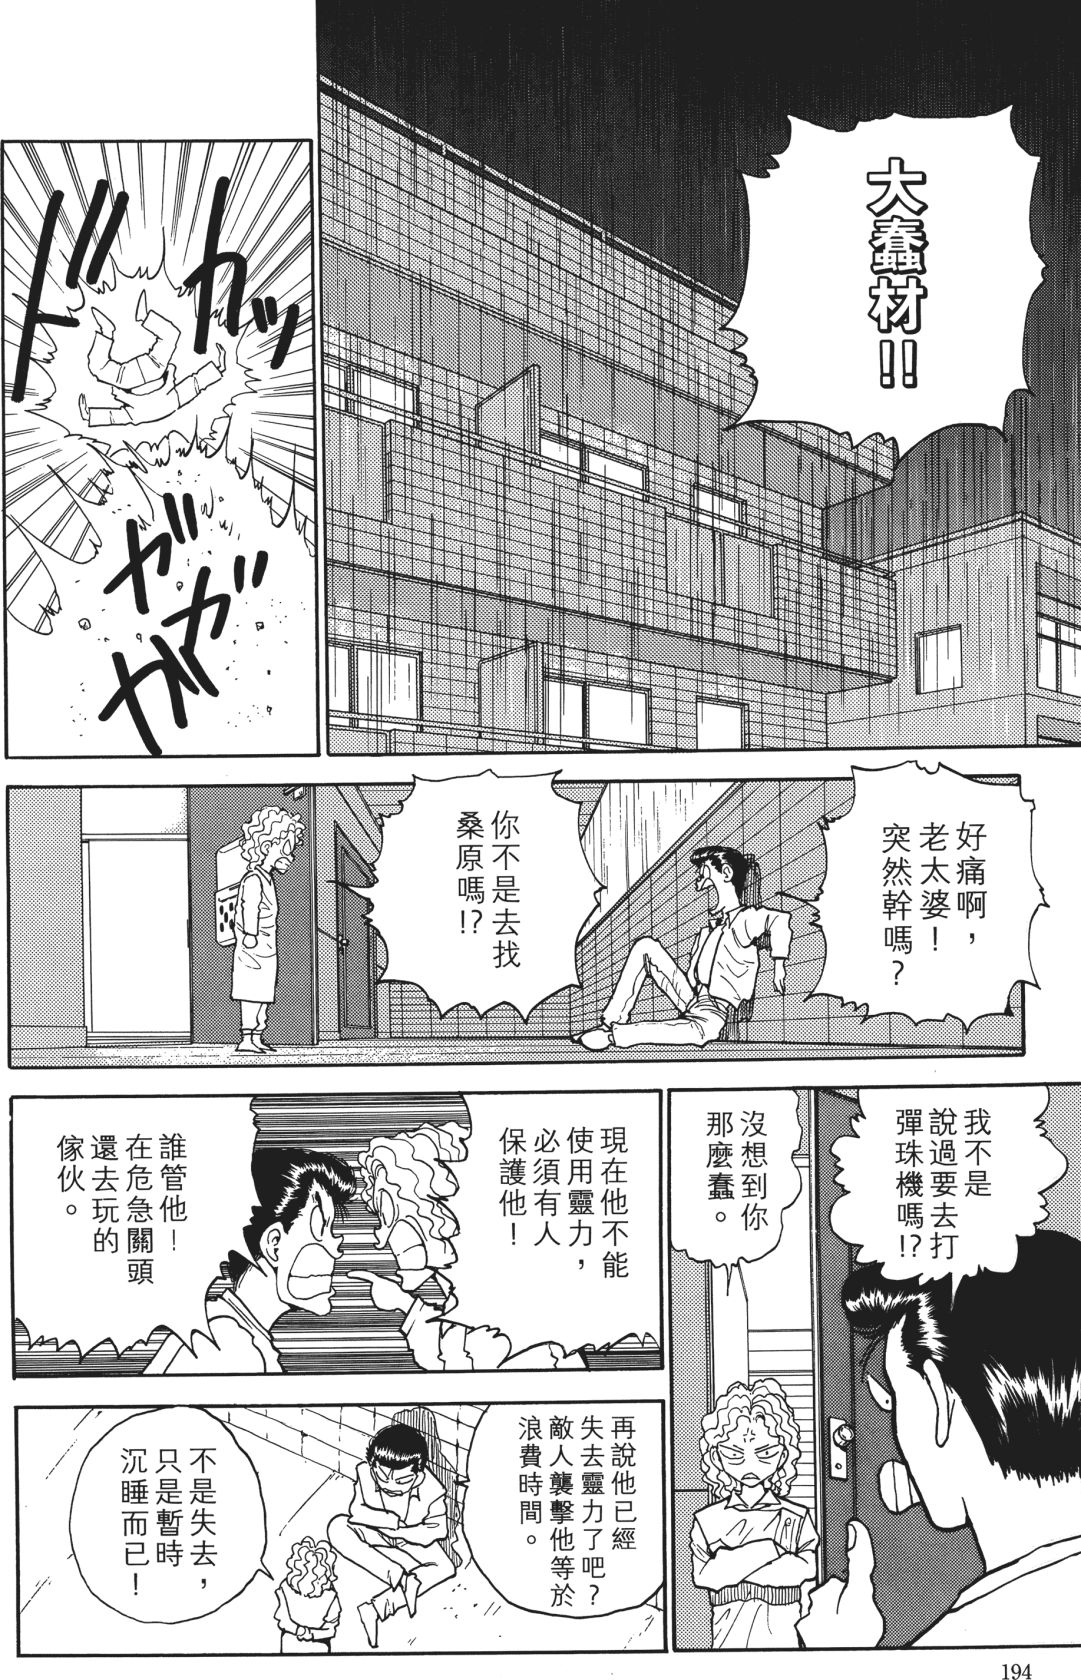 大蠢材!!
ドガッ
ガガガガ
好痛啊，
老太婆！
突然幹嗎？
你不是去找
桑原嗎!?
我不是
說過要去打
彈珠機嗎!?
沒想到你
那麼蠢。
現在他不能
使用靈力，
必須有人
保護他！
誰管他！
在危急關頭
還去玩的
傢伙。
再說他已經
失去靈力了吧？
敵人襲擊他等於
浪費時間。
不是失去，
只是暫時
沉睡而已！
194